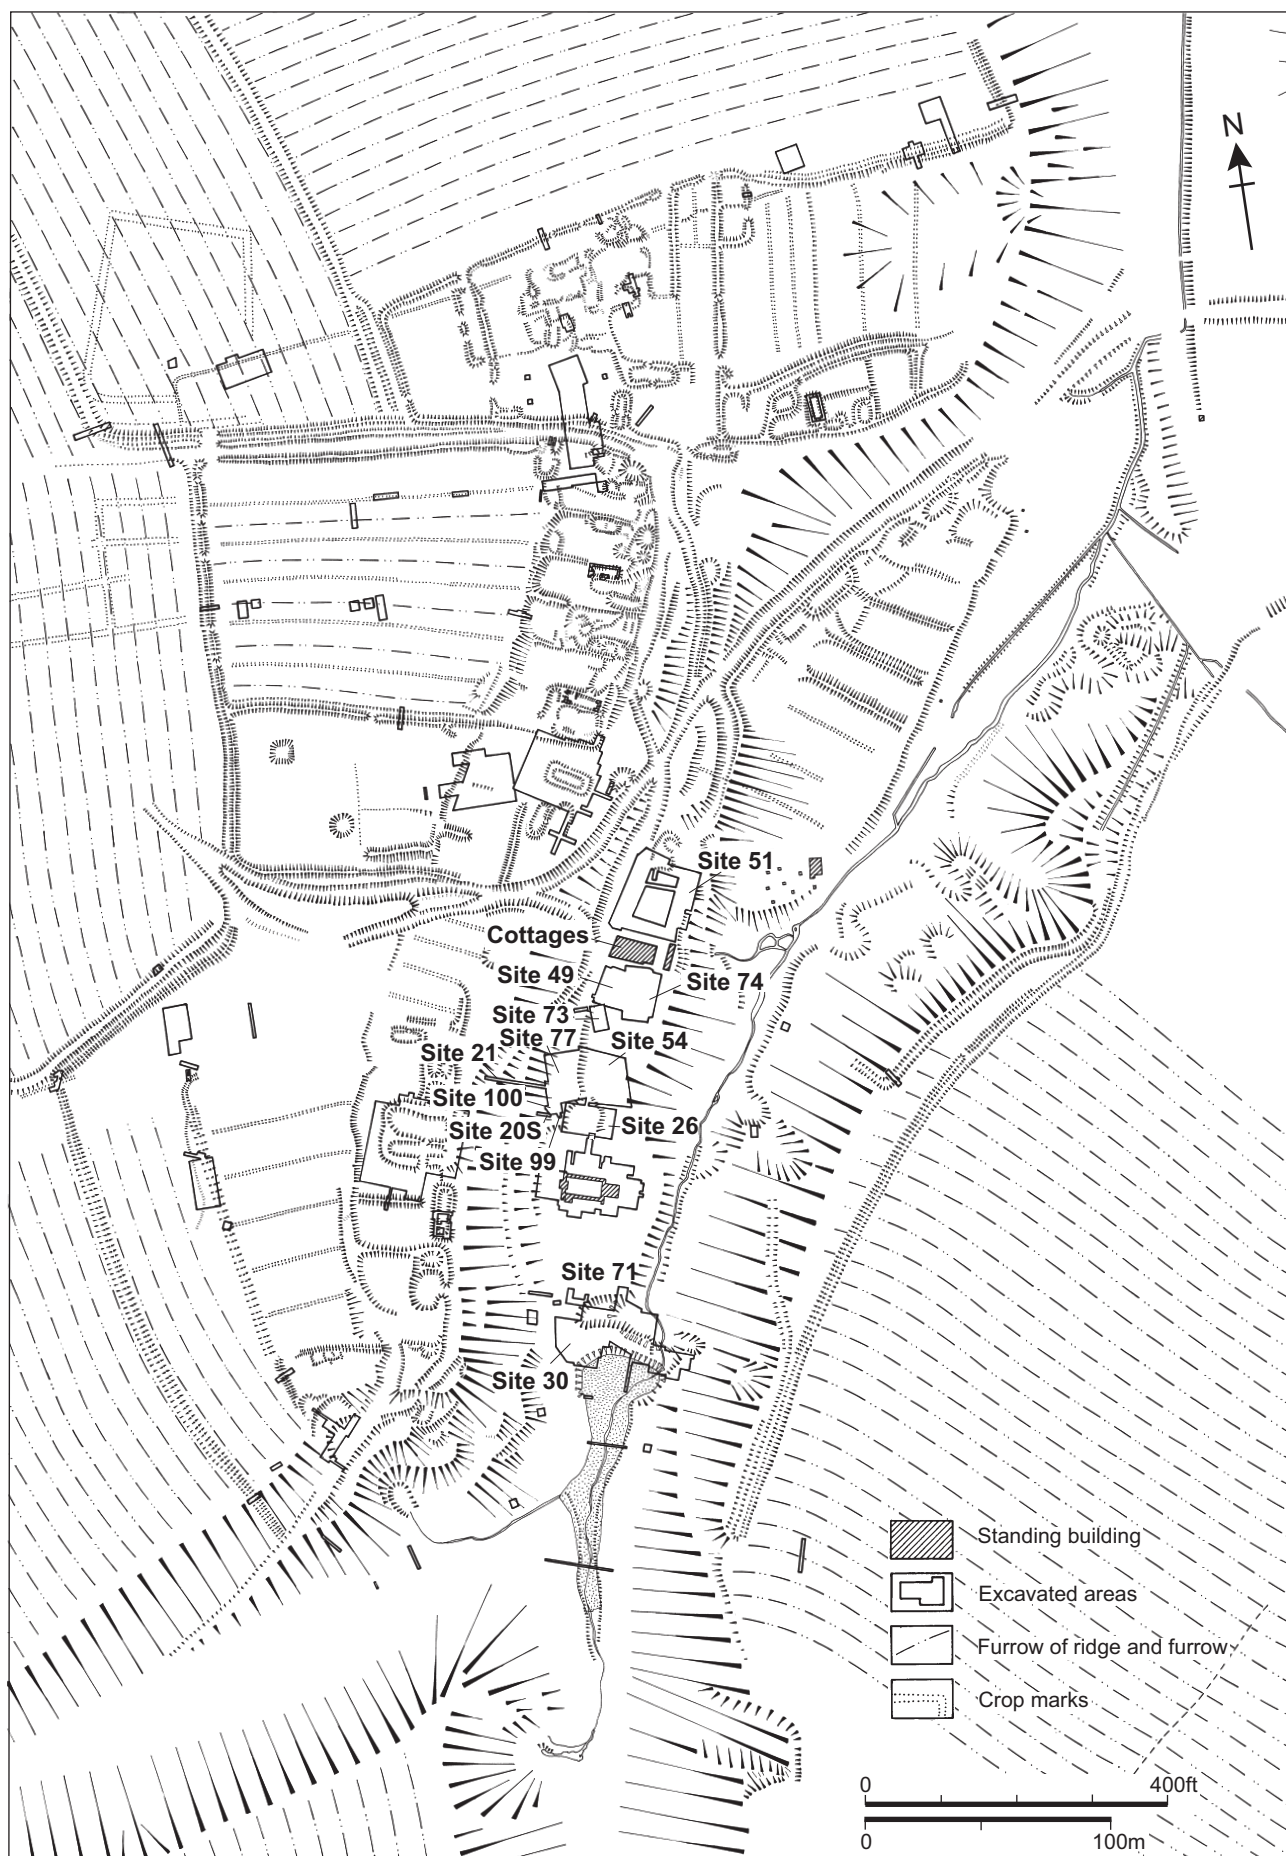 N
Site 51
Cottages
Site 49
Site 74
Site 73
Site 77
Site 54
Site 21
Site 100
Site 26
Site 20S
Site 99
Site 71
Site 30
Standing building
Excavated areas
Furrow of ridge and furrow
Crop marks
0 400ft
0 100m